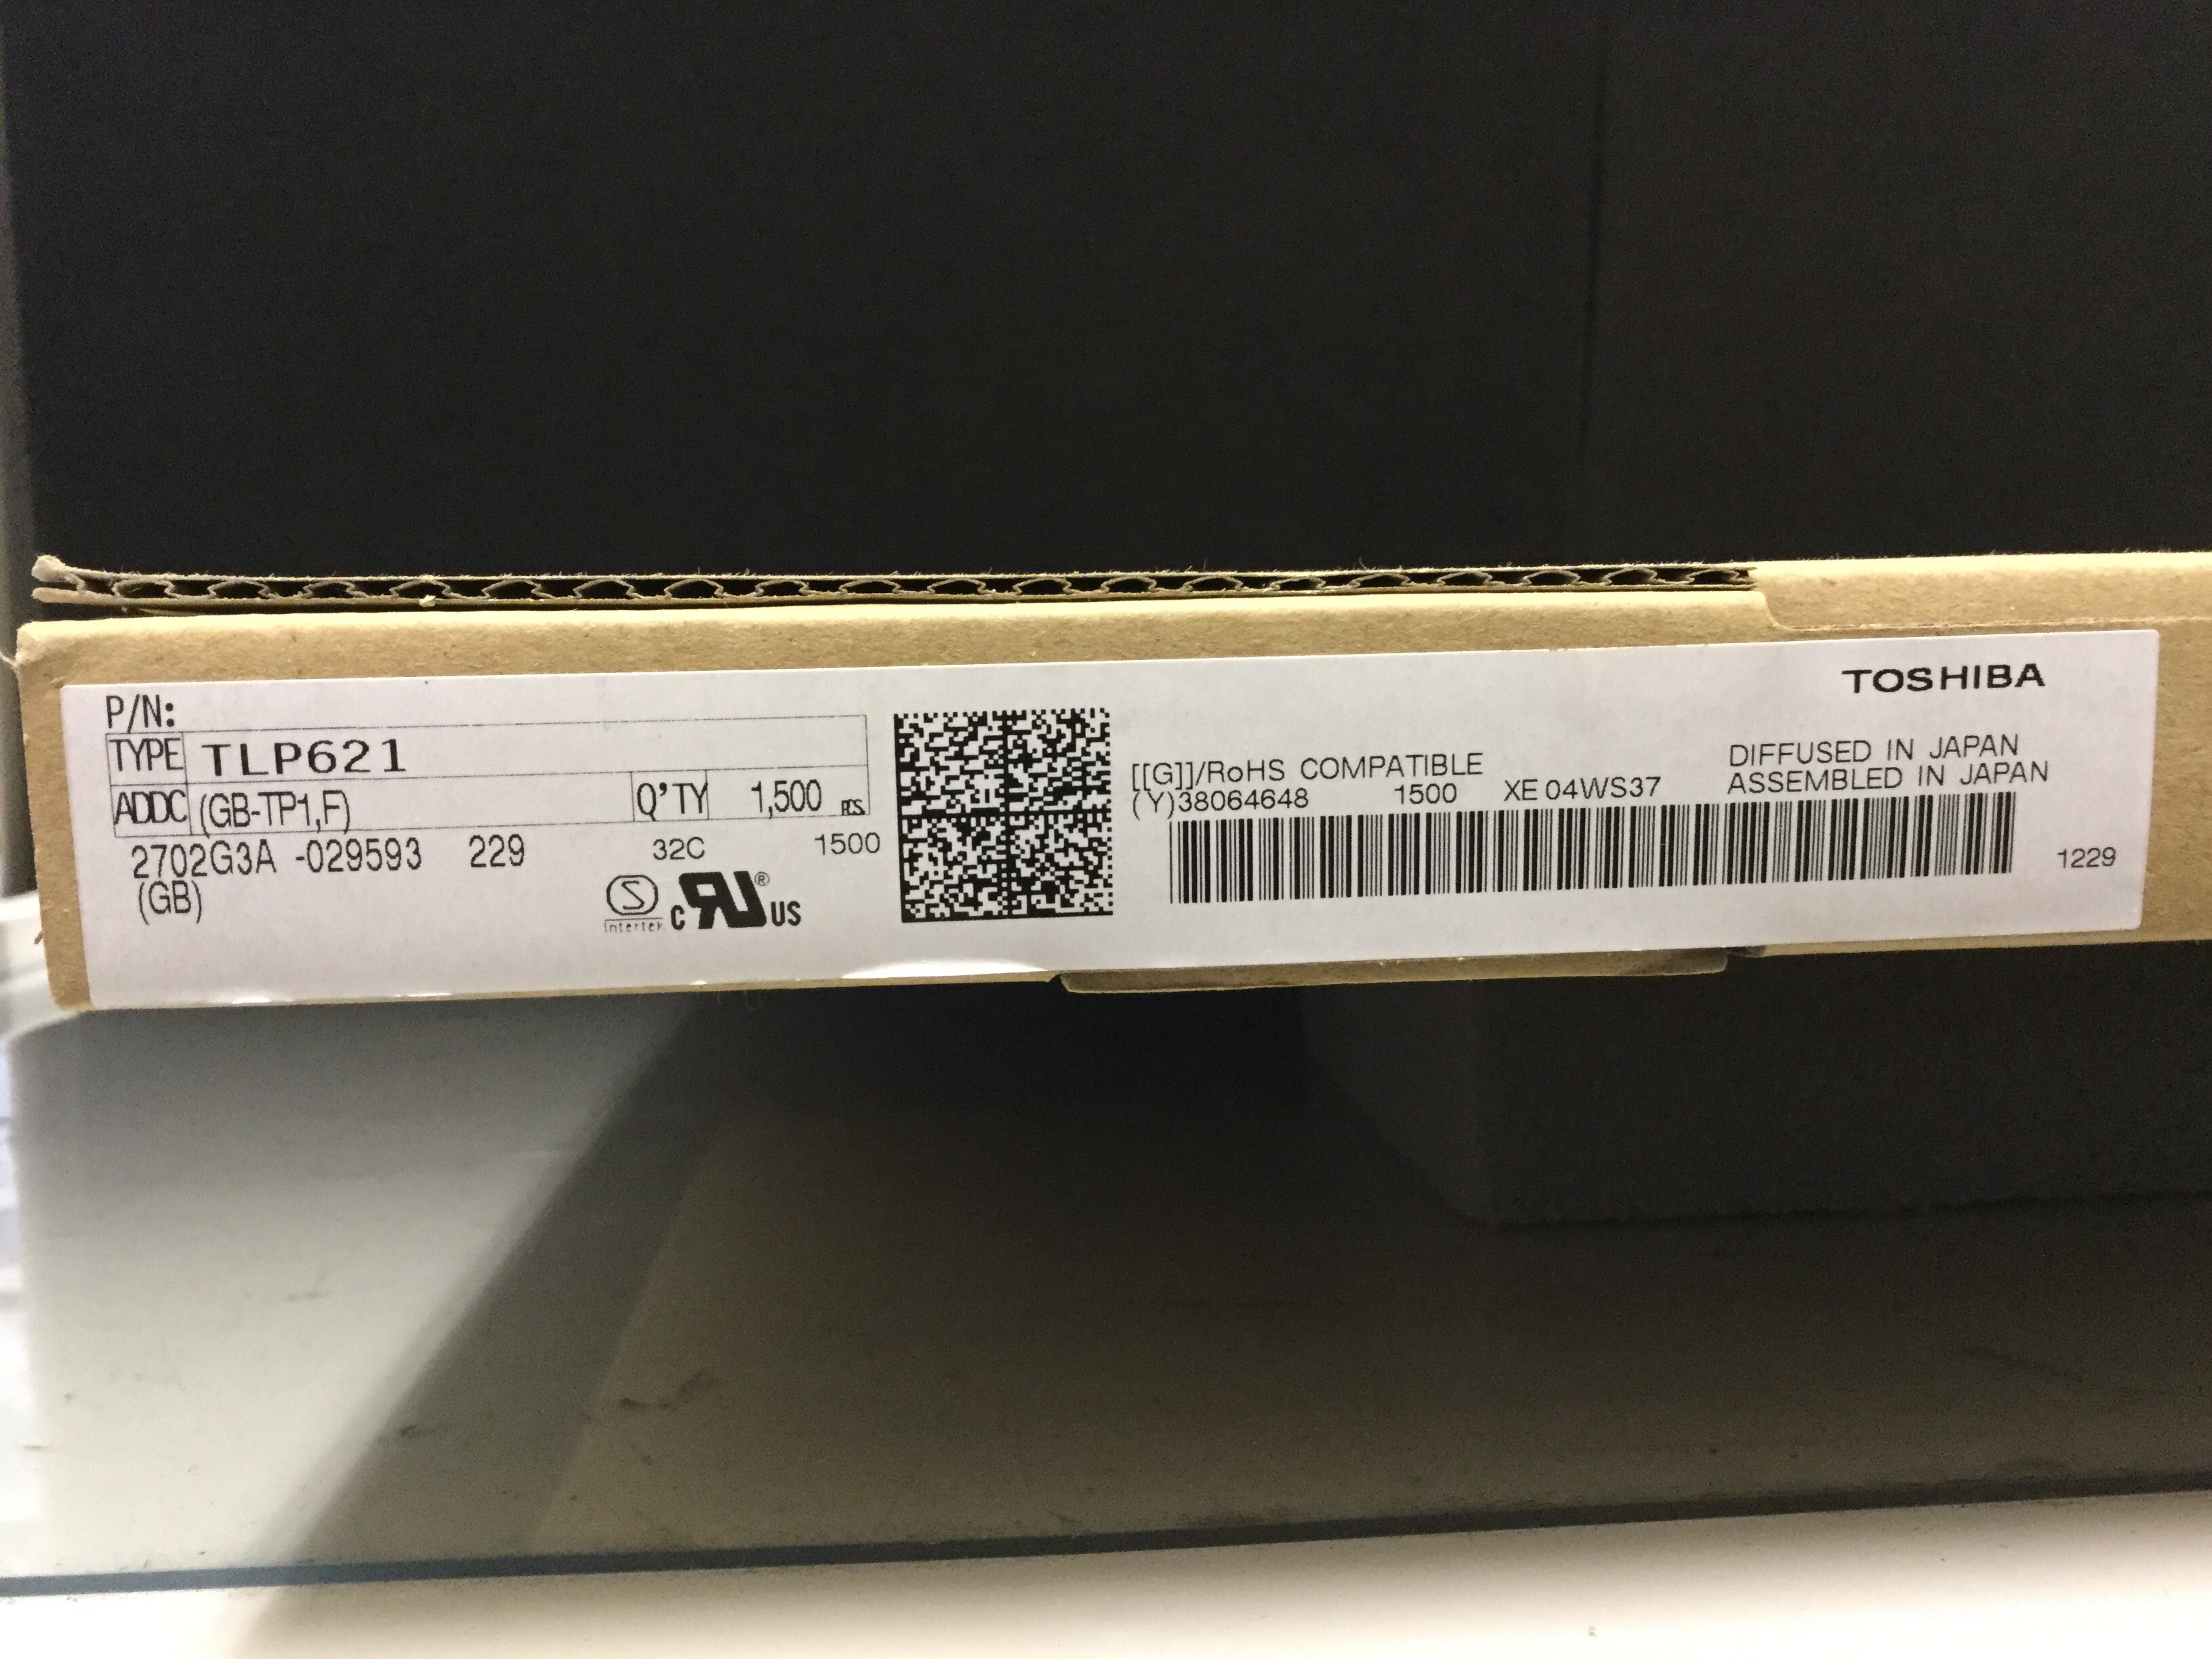 P/N:
TYPE TLP621
ADDC (GB-TP1,F) Q'TY 1,500 PCS.
2702G3A -029593 229 32C 1500
(GB)
S
Intertek C RU ® US
TOSHIBA
[[G]]/RoHS COMPATIBLE DIFFUSED IN JAPAN
(Y)38064648 1500 XE 04WS37 ASSEMBLED IN JAPAN
1229